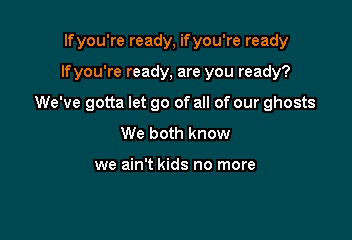 If you're ready, if you're ready
If you're ready, are you ready?
We've gotta let go of all of our ghosts
We both know
we ain't kids no more